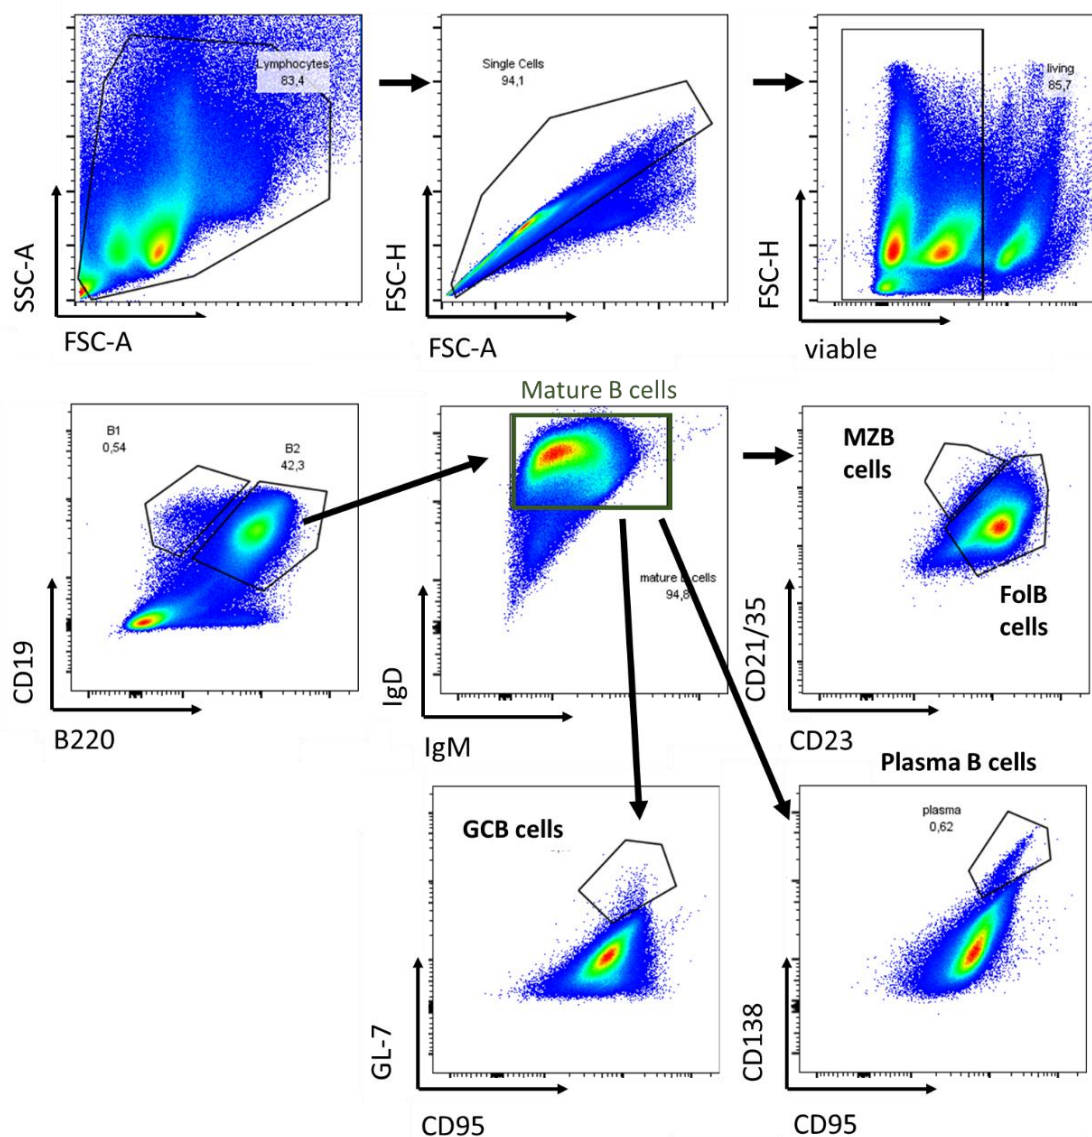 Lymphocytes
83,4
SSC-A
FSC-A
Single Cells
94,1
FSC-H
FSC-A
living
85,7
FSC-H
viable
B1
0,54
B2
42,3
CD19
B220
Mature B cells
mature B cells
94,8
IgD
IgM
MZB
cells
FolB
cells
CD21/35
CD23
GCB cells
GL-7
CD95
Plasma B cells
plasma
0,62
CD138
CD95